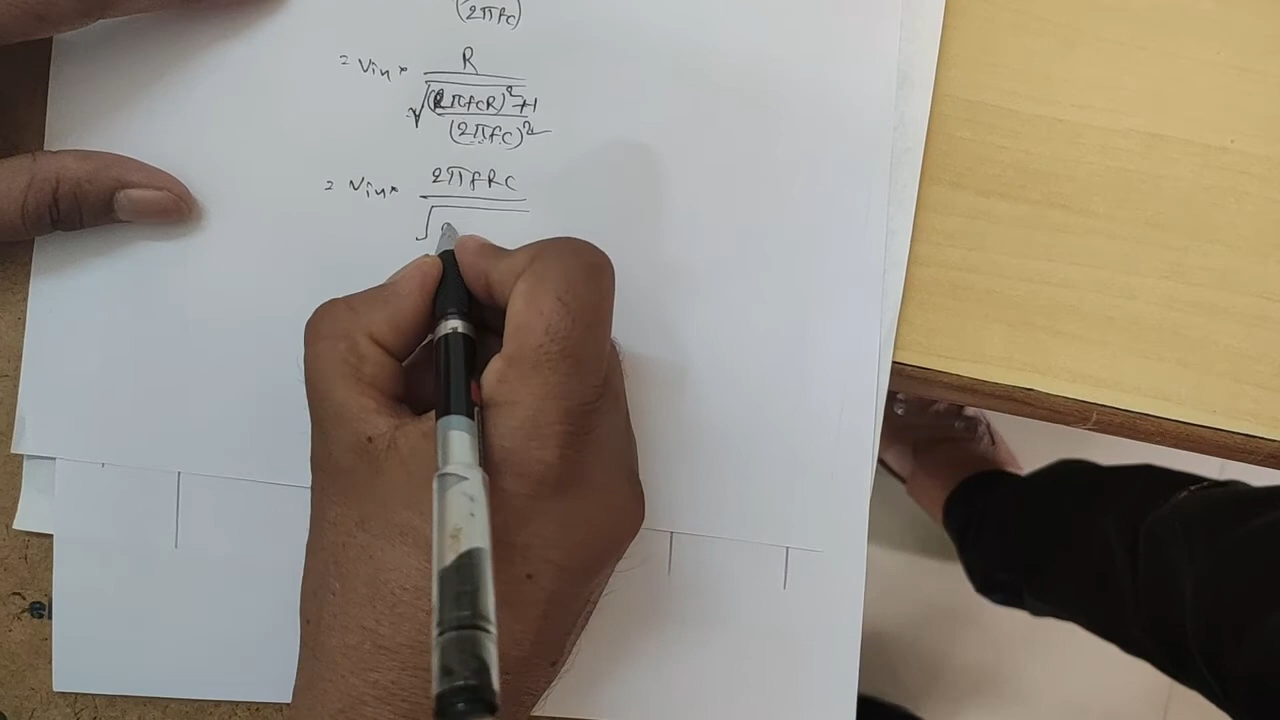 (2πfC)
= Vin × R / √(((2πfCR)²+1) / (2πfC)²)
= Vin × 2πfRC / √